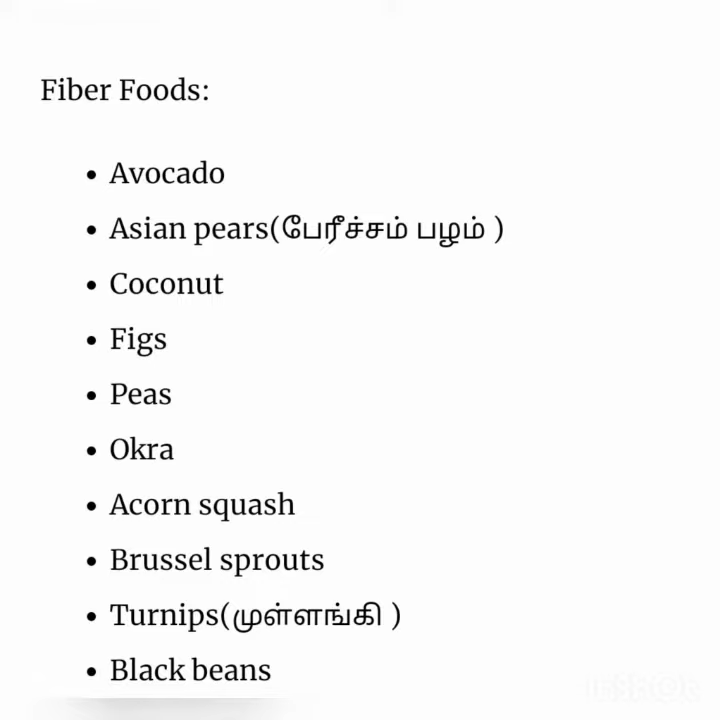 Fiber Foods:
• Avocado
• Asian pears(பேரீச்சம் பழம் )
• Coconut
• Figs
• Peas
• Okra
• Acorn squash
• Brussel sprouts
• Turnips(முள்ளங்கி )
• Black beans